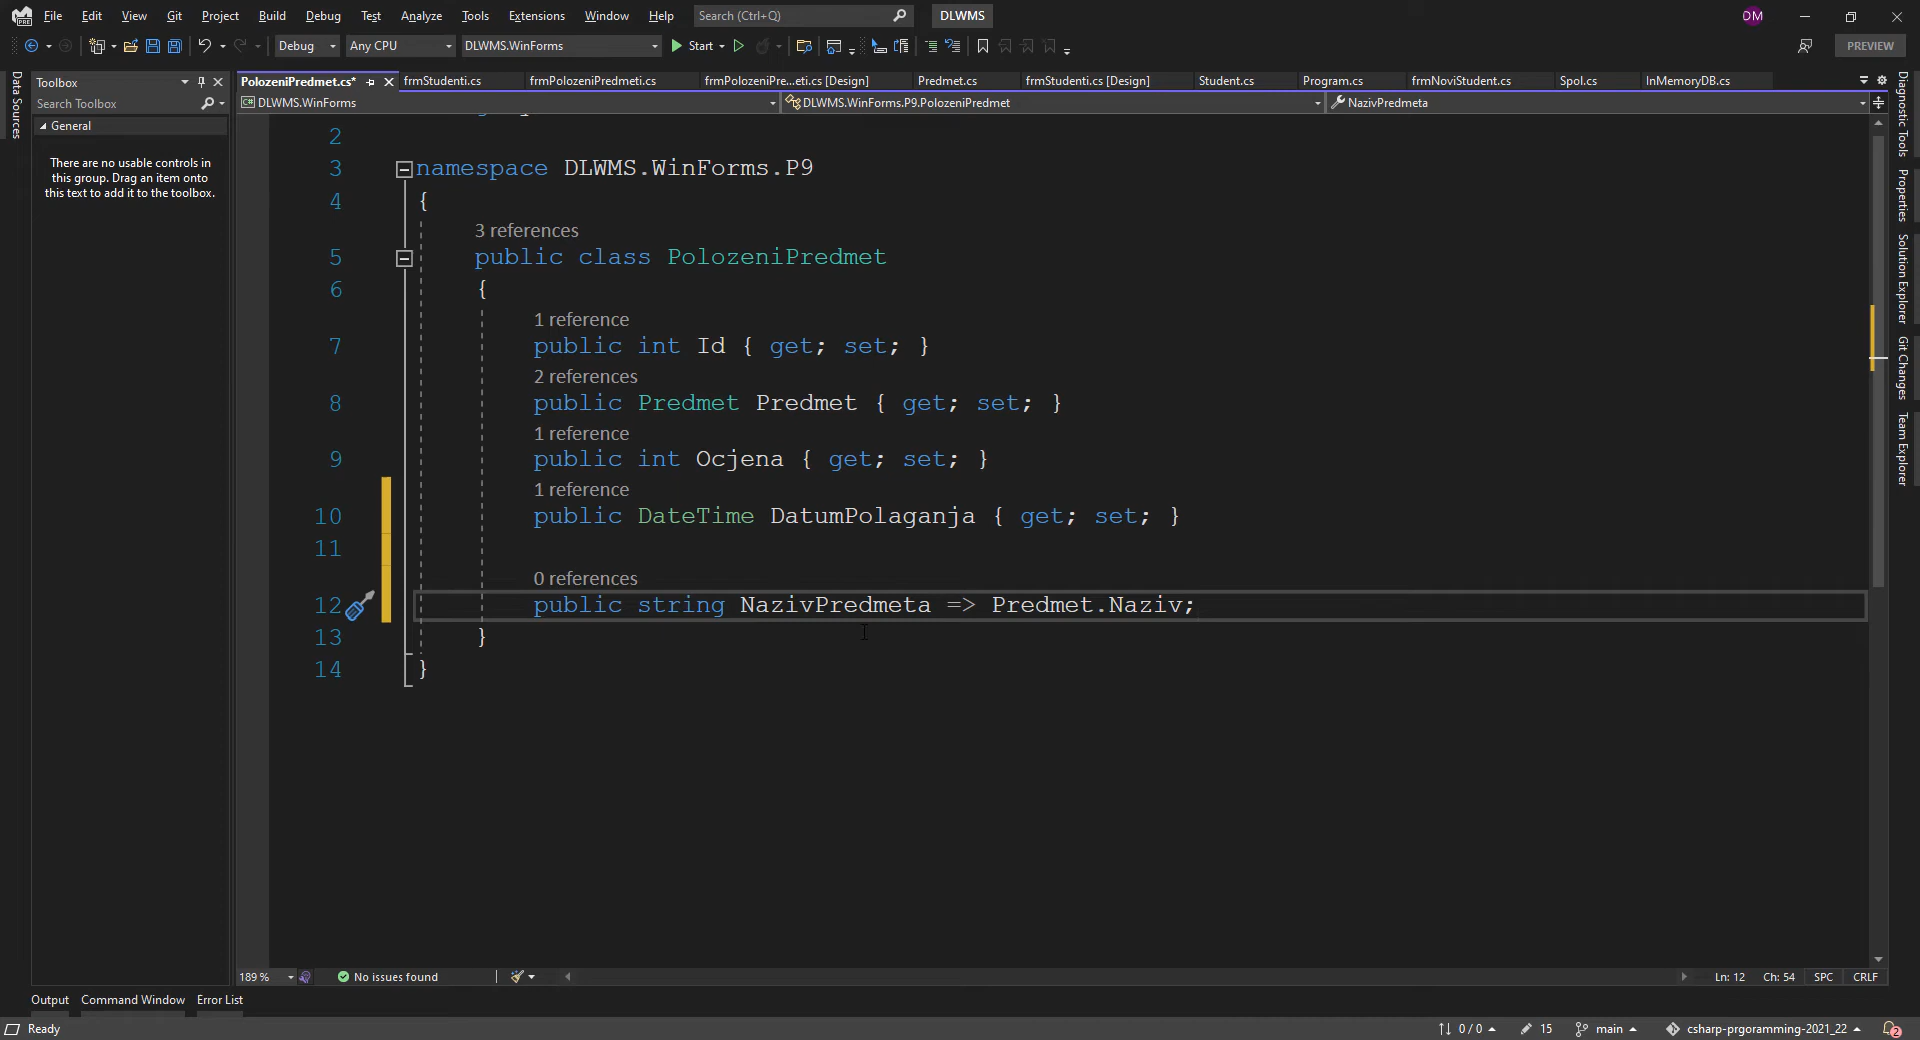 File Edit View Git Project Build Debug Test Analyze Tools Extensions Window Help Search (Ctrl+Q) DLWMS DM
Debug Any CPU DLWMS.WinForms Start PREVIEW
Data Sources
Toolbox
Search Toolbox
General
There are no usable controls in
this group. Drag an item onto
this text to add it to the toolbox.
PolozeniPredmet.cs* frmStudenti.cs frmPolozeniPredmeti.cs frmPolozeniPre...eti.cs [Design] Predmet.cs frmStudenti.cs [Design] Student.cs Program.cs frmNoviStudent.cs Spol.cs InMemoryDB.cs
DLWMS.WinForms DLWMS.WinForms.P9.PolozeniPredmet NazivPredmeta
2
3 namespace DLWMS.WinForms.P9
4 {
3 references
5 public class PolozeniPredmet
6 {
1 reference
7 public int Id { get; set; }
2 references
8 public Predmet Predmet { get; set; }
1 reference
9 public int Ocjena { get; set; }
1 reference
10 public DateTime DatumPolaganja { get; set; }
11
0 references
12 public string NazivPredmeta => Predmet.Naziv;
13 }
14 }
Diagnostic Tools
Properties
Solution Explorer
Git Changes
Team Explorer
189 % No issues found Ln: 12 Ch: 54 SPC CRLF
Output Command Window Error List
Ready 0 / 0 15 main csharp-prgoramming-2021_22 2